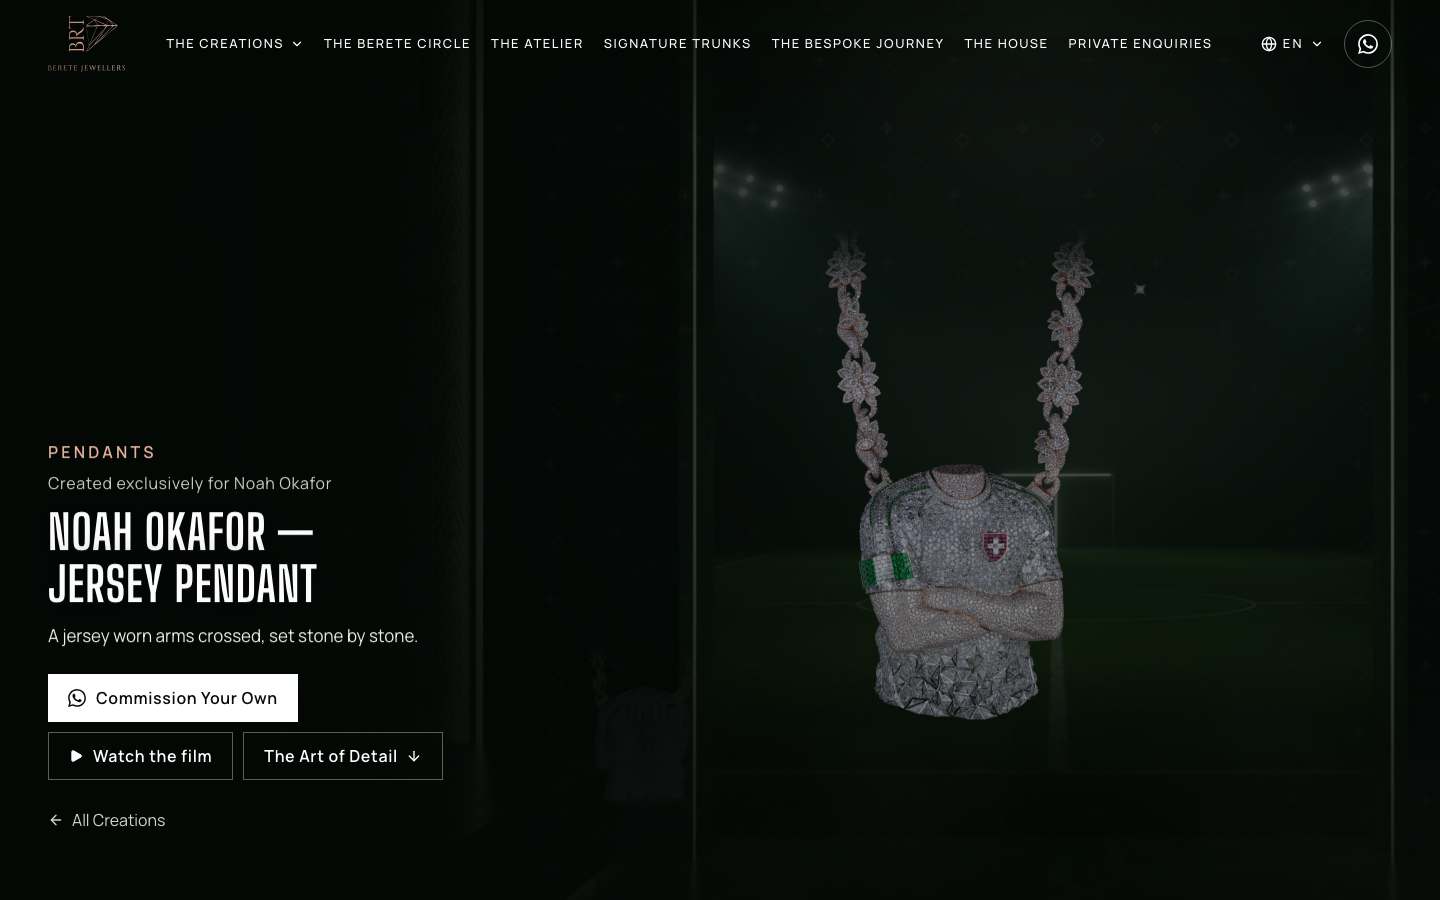 BRT
BERETE JEWELLERS
THE CREATIONS
THE BERETE CIRCLE
THE ATELIER
SIGNATURE TRUNKS
THE BESPOKE JOURNEY
THE HOUSE
PRIVATE ENQUIRIES
EN
PENDANTS
Created exclusively for Noah Okafor
NOAH OKAFOR —
JERSEY PENDANT
A jersey worn arms crossed, set stone by stone.
Commission Your Own
Watch the film
The Art of Detail
All Creations